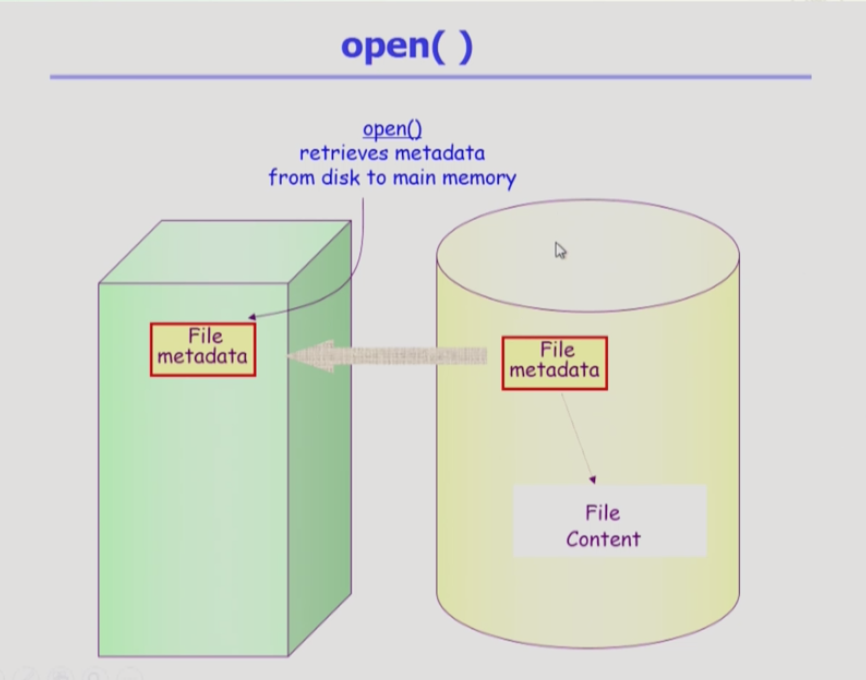 open( )
open()
retrieves metadata
from disk to main memory
File
metadata
File
metadata
File
Content